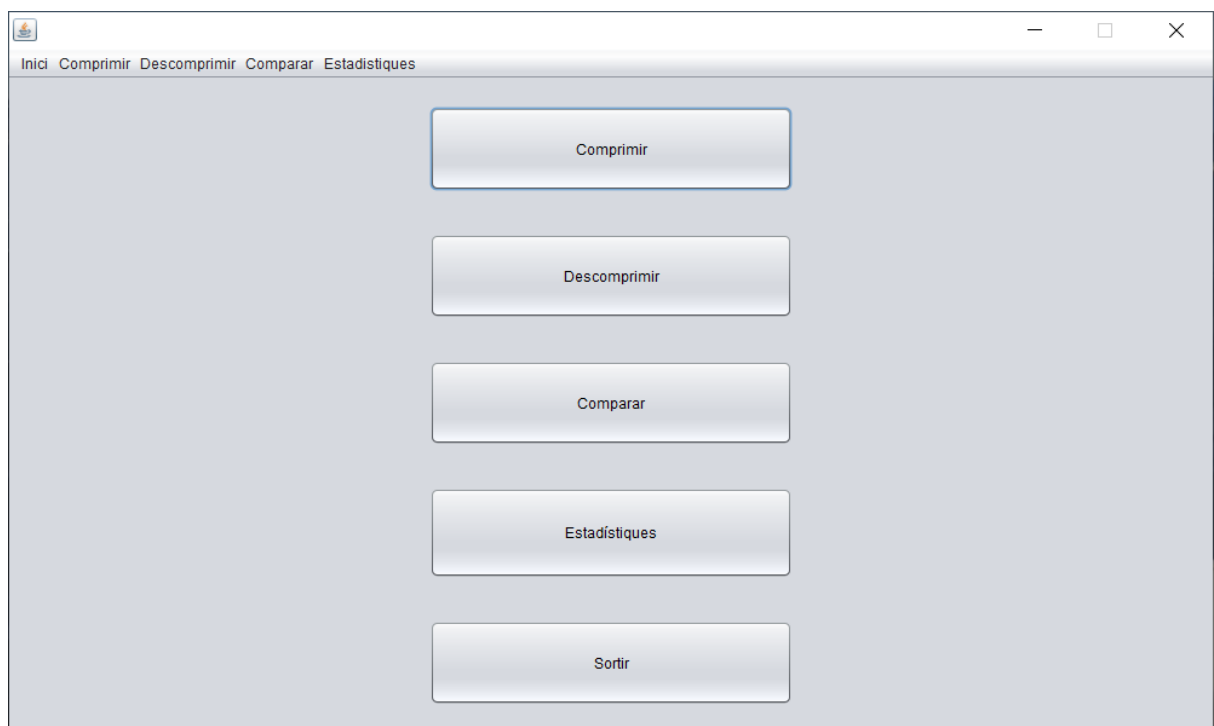 Inici Comprimir Descomprimir Comparar Estadistiques
Comprimir
Descomprimir
Comparar
Estadístiques
Sortir